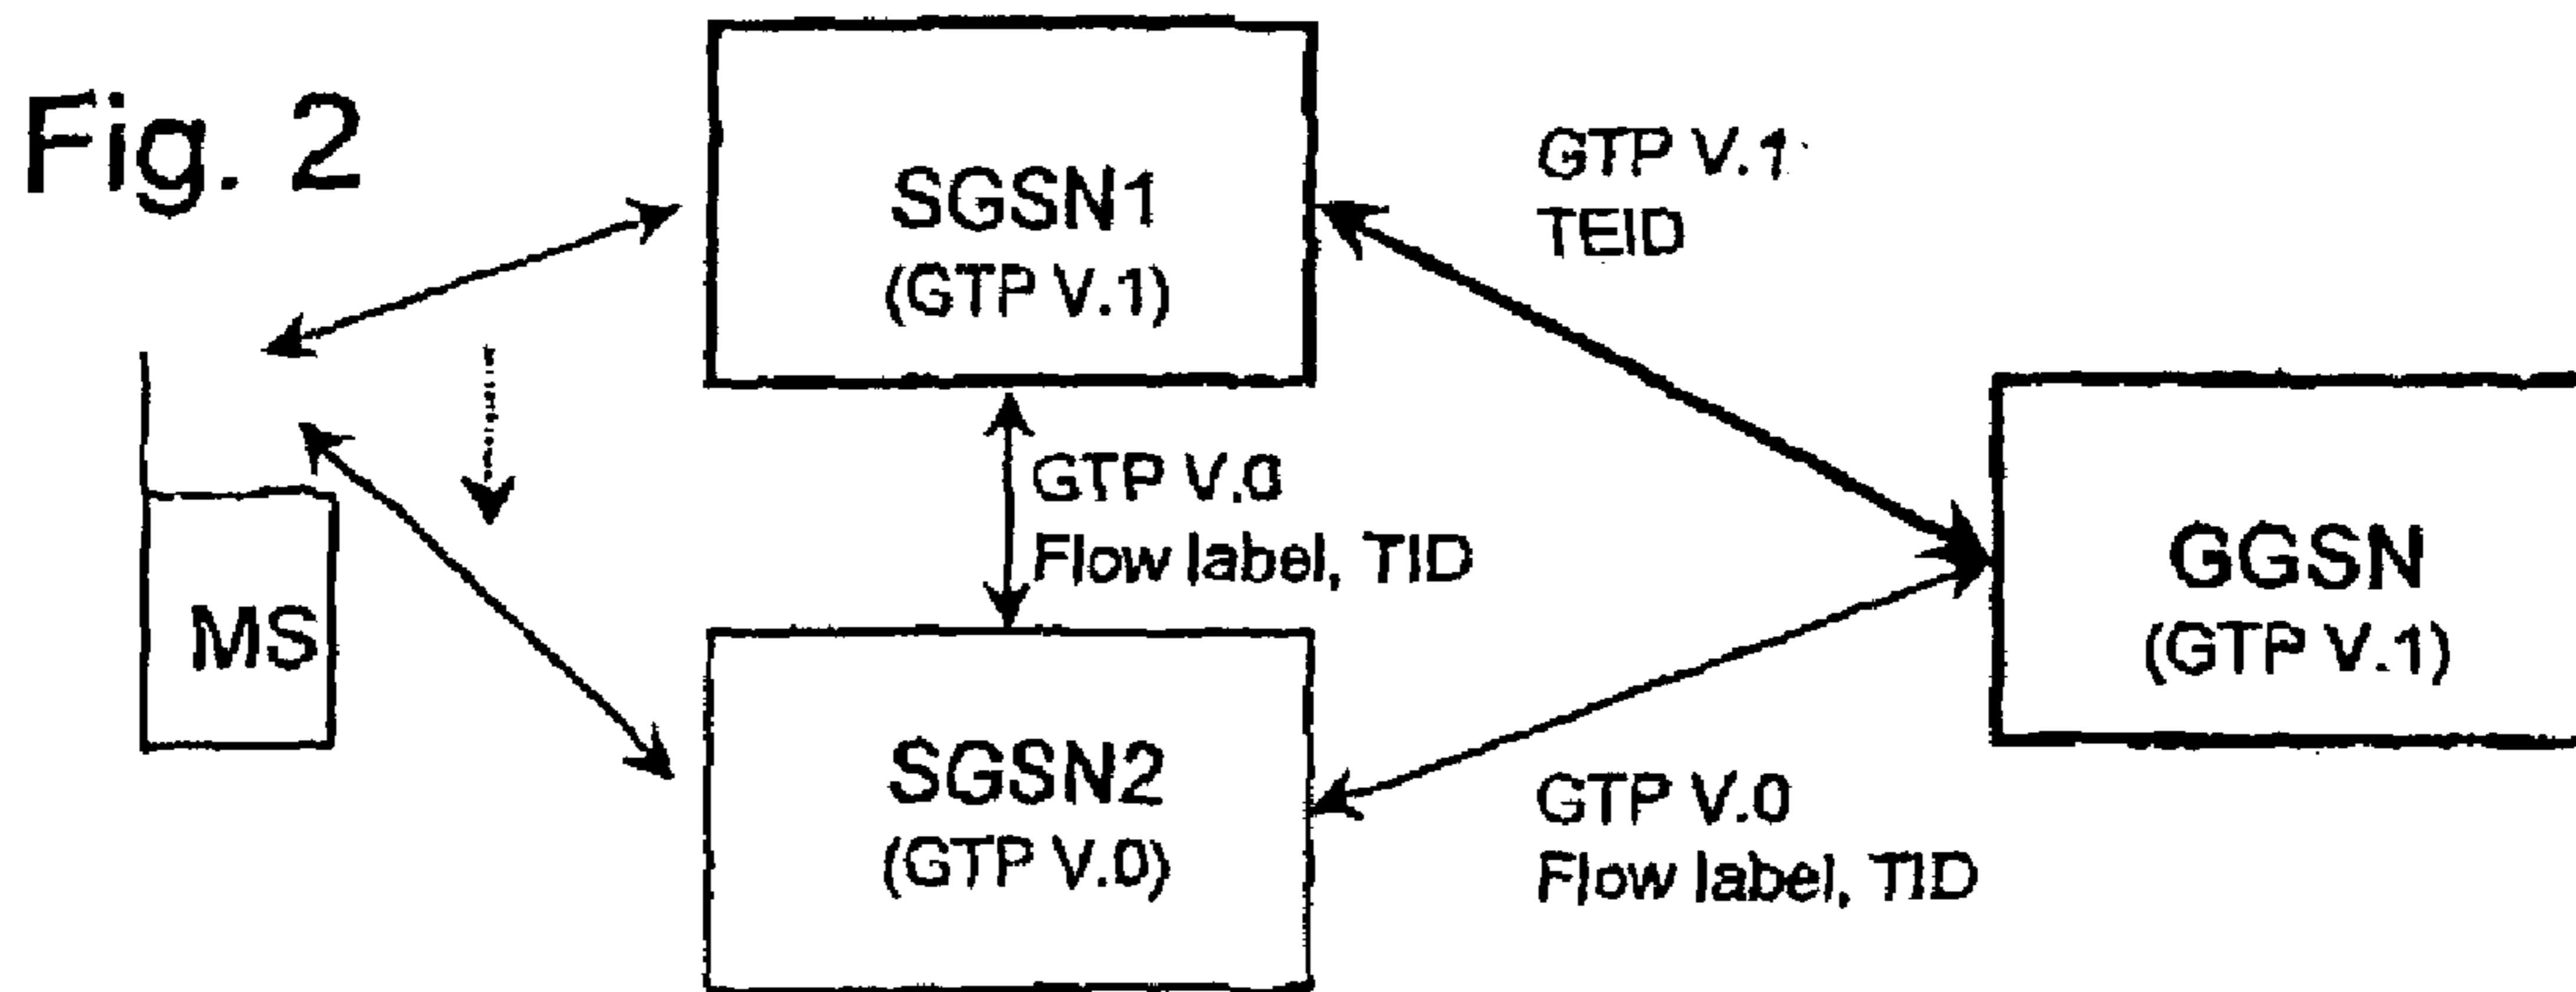 Fig. 2
SGSN1
(GTP V.1)
GTP V.1
TEID
GTP V.0
Flow label, TID
MS
GGSN
(GTP V.1)
SGSN2
(GTP V.0)
GTP V.0
Flow label, TID